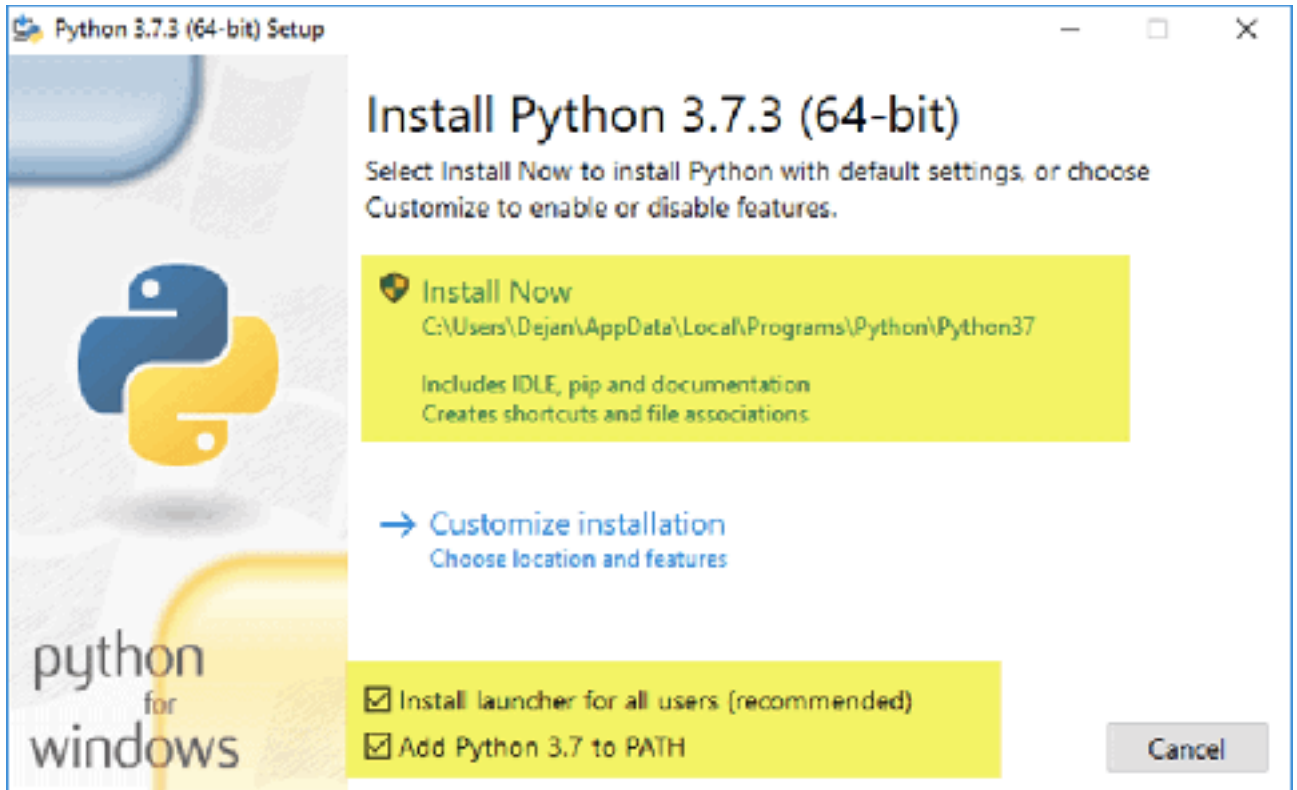 Python 3.7.3 (64-bit) Setup
Install Python 3.7.3 (64-bit)
Select Install Now to install Python with default settings, or choose
Customize to enable or disable features.
Install Now
C:\Users\Dejan\AppData\Local\Programs\Python\Python37
Includes IDLE, pip and documentation
Creates shortcuts and file associations
Customize installation
Choose location and features
python
for
windows
Install launcher for all users (recommended)
Add Python 3.7 to PATH
Cancel